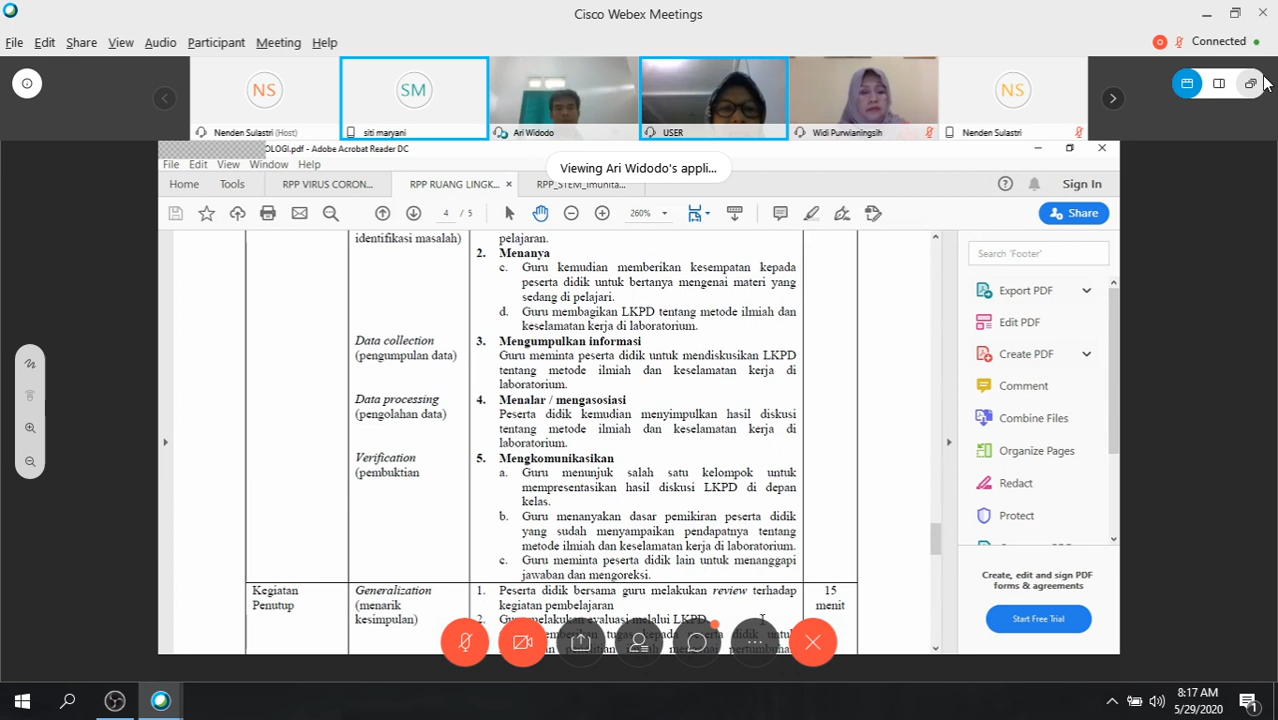 Cisco Webex Meetings
File Edit Share View Audio Participant Meeting Help
Connected
NS
SM
NS
Nenden Sulastri (Host)
siti maryani
Ari Widodo
USER
Widi Purwianingsih
Nenden Sulastri
OLOGI.pdf - Adobe Acrobat Reader DC
Viewing Ari Widodo's appli...
File Edit View Window Help
Home Tools RPP VIRUS CORON... RPP RUANG LINGK... × RPP_STEM_Imunita... Sign In
4 / 5 260% Share
identifikasi masalah)
pelajaran.
2. Menanya
c. Guru kemudian memberikan kesempatan kepada
peserta didik untuk bertanya mengenai materi yang
sedang di pelajari.
d. Guru membagikan LKPD tentang metode ilmiah dan
keselamatan kerja di laboratorium.
Data collection
(pengumpulan data)
3. Mengumpulkan informasi
Guru meminta peserta didik untuk mendiskusikan LKPD
tentang metode ilmiah dan keselamatan kerja di
laboratorium.
Data processing
(pengolahan data)
4. Menalar / mengasosiasi
Peserta didik kemudian menyimpulkan hasil diskusi
tentang metode ilmiah dan keselamatan kerja di
laboratorium.
Verification
(pembuktian
5. Mengkomunikasikan
a. Guru menunjuk salah satu kelompok untuk
mempresentasikan hasil diskusi LKPD di depan
kelas.
b. Guru menanyakan dasar pemikiran peserta didik
yang sudah menyampaikan pendapatnya tentang
metode ilmiah dan keselamatan kerja di laboratorium.
c. Guru meminta peserta didik lain untuk menanggapi
jawaban dan mengoreksi.
Kegiatan
Penutup
Generalization
(menarik
kesimpulan)
1. Peserta didik bersama guru melakukan review terhadap
kegiatan pembelajaran
2. Guru melakukan evaluasi melalui LKPD.
tugas kepada peserta didik untuk
15
menit
Search 'Footer'
Export PDF
Edit PDF
Create PDF
Comment
Combine Files
Organize Pages
Redact
Protect
Create, edit and sign PDF
forms & agreements
Start Free Trial
8:17 AM
5/29/2020
1